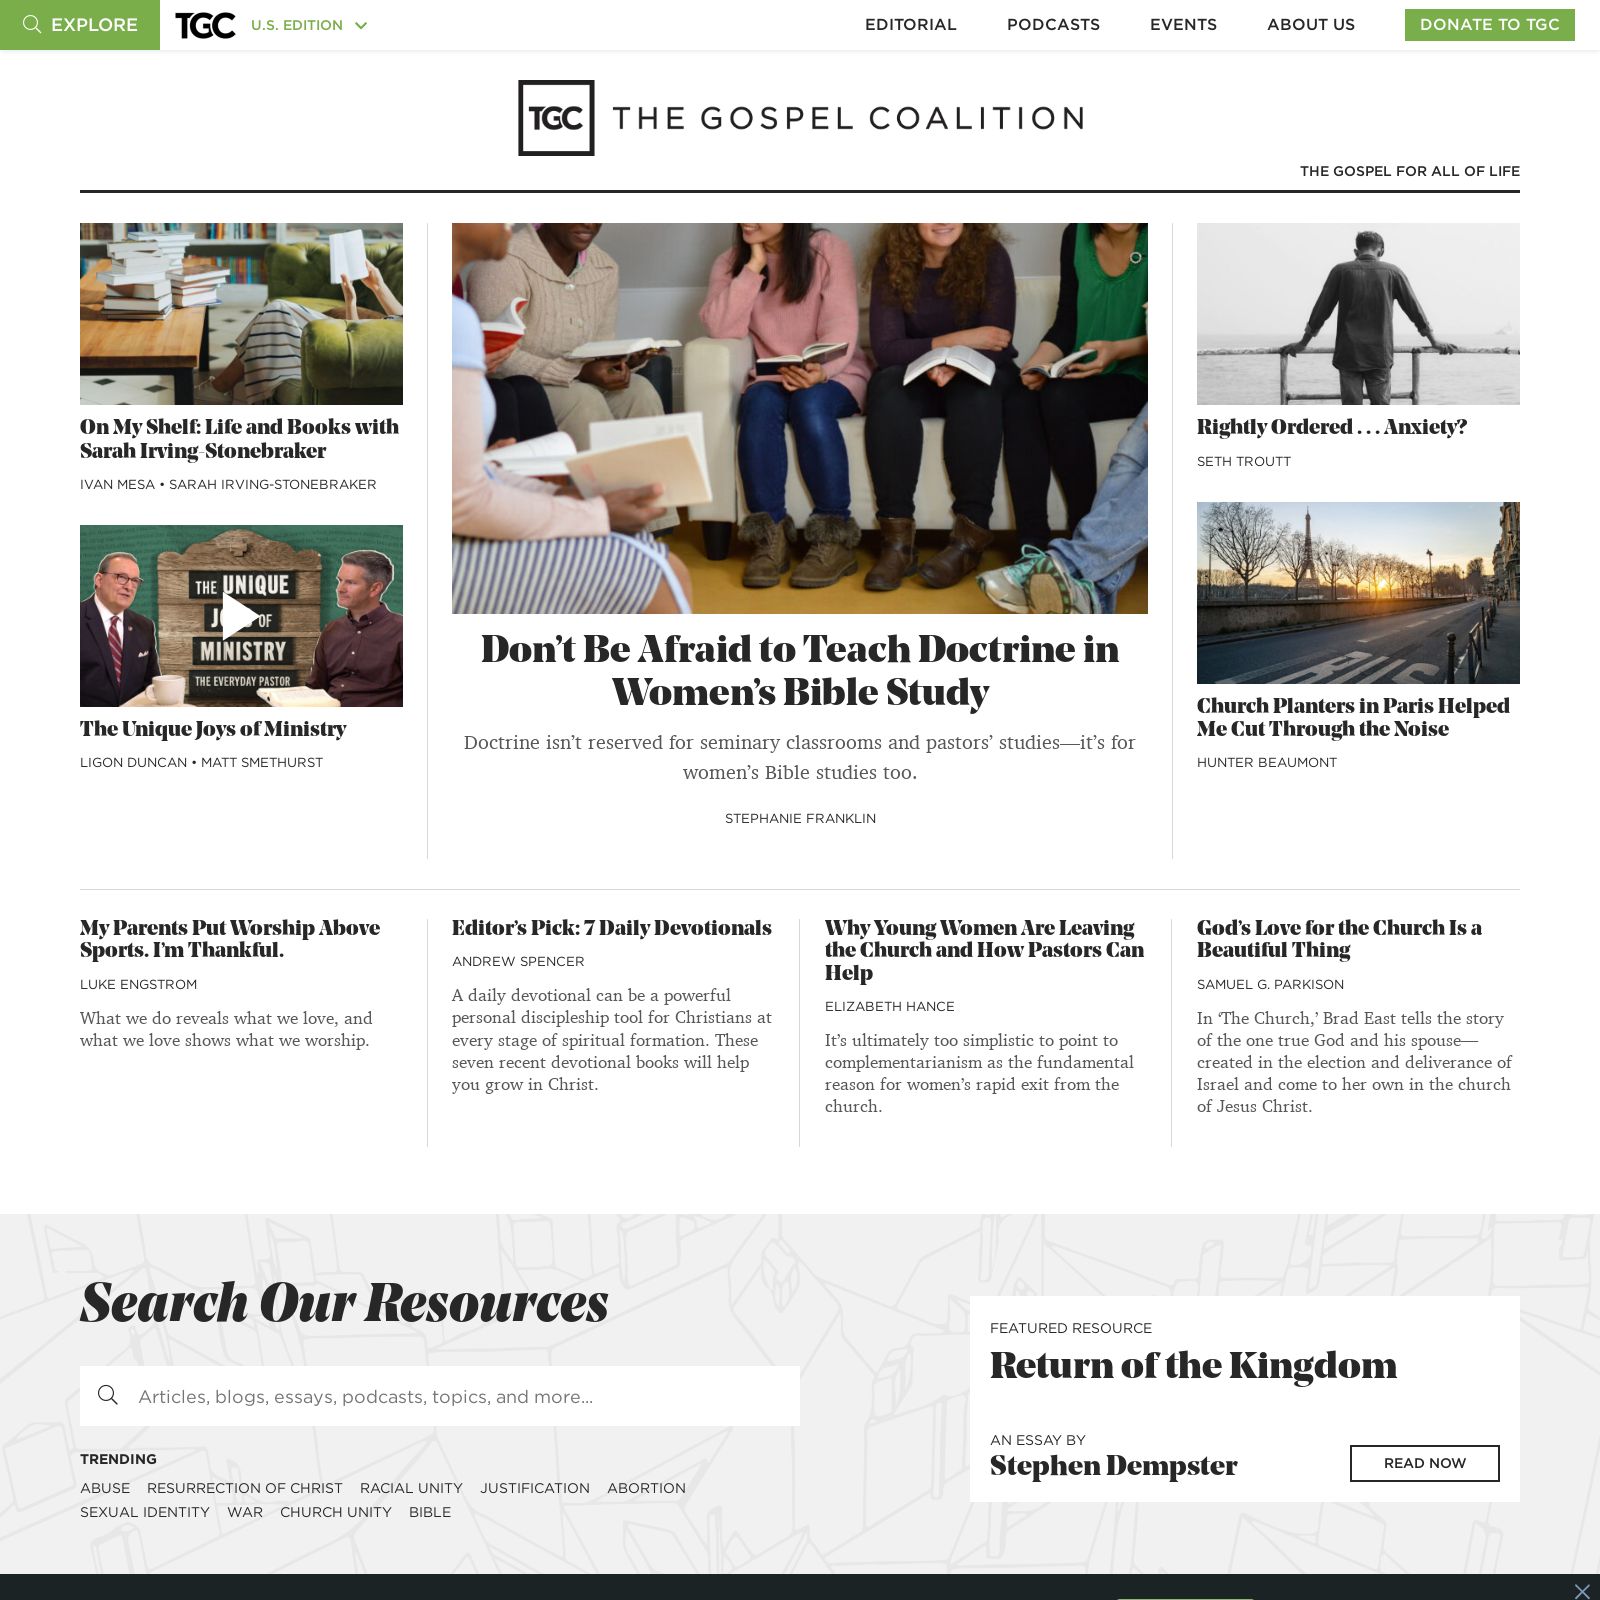 EXPLORE
TGC
U.S. EDITION
EDITORIAL
PODCASTS
EVENTS
ABOUT US
DONATE TO TGC
TGC THE GOSPEL COALITION
THE GOSPEL FOR ALL OF LIFE
On My Shelf: Life and Books with
Sarah Irving-Stonebraker
IVAN MESA • SARAH IRVING-STONEBRAKER
THE UNIQUE
OF
MINISTRY
THE EVERYDAY PASTOR
The Unique Joys of Ministry
LIGON DUNCAN • MATT SMETHURST
Don’t Be Afraid to Teach Doctrine in
Women’s Bible Study
Doctrine isn’t reserved for seminary classrooms and pastors’ studies—it’s for
women’s Bible studies too.
STEPHANIE FRANKLIN
Rightly Ordered . . . Anxiety?
SETH TROUTT
BUS
Church Planters in Paris Helped
Me Cut Through the Noise
HUNTER BEAUMONT
My Parents Put Worship Above
Sports. I’m Thankful.
LUKE ENGSTROM
What we do reveals what we love, and
what we love shows what we worship.
Editor’s Pick: 7 Daily Devotionals
ANDREW SPENCER
A daily devotional can be a powerful
personal discipleship tool for Christians at
every stage of spiritual formation. These
seven recent devotional books will help
you grow in Christ.
Why Young Women Are Leaving
the Church and How Pastors Can
Help
ELIZABETH HANCE
It’s ultimately too simplistic to point to
complementarianism as the fundamental
reason for women’s rapid exit from the
church.
God’s Love for the Church Is a
Beautiful Thing
SAMUEL G. PARKISON
In ‘The Church,’ Brad East tells the story
of the one true God and his spouse—
created in the election and deliverance of
Israel and come to her own in the church
of Jesus Christ.
Search Our Resources
Articles, blogs, essays, podcasts, topics, and more...
TRENDING
ABUSE RESURRECTION OF CHRIST RACIAL UNITY JUSTIFICATION ABORTION
SEXUAL IDENTITY WAR CHURCH UNITY BIBLE
FEATURED RESOURCE
Return of the Kingdom
AN ESSAY BY
Stephen Dempster
READ NOW